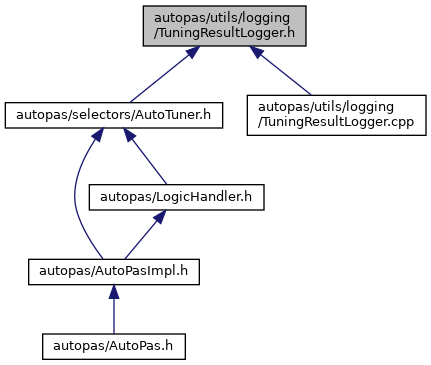 autopas/utils/logging
/TuningResultLogger.h
autopas/selectors/AutoTuner.h
autopas/utils/logging
/TuningResultLogger.cpp
autopas/LogicHandler.h
autopas/AutoPasImpl.h
autopas/AutoPas.h